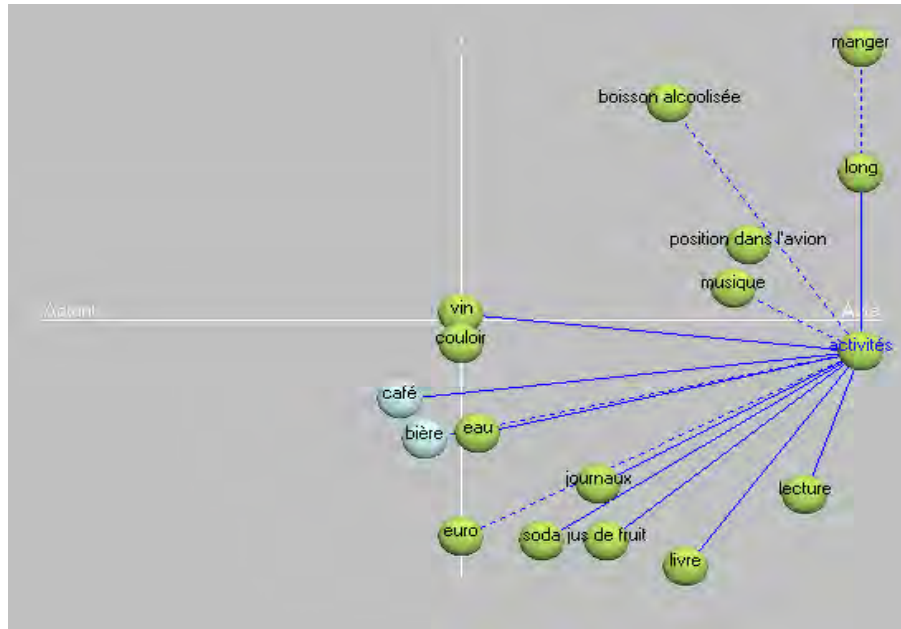 manger
boisson alcoolisée
long
position dans l'avion
musique
vin
couloir
activités
café
bière
eau
journaux
lecture
euro
soda
jus de fruit
livre